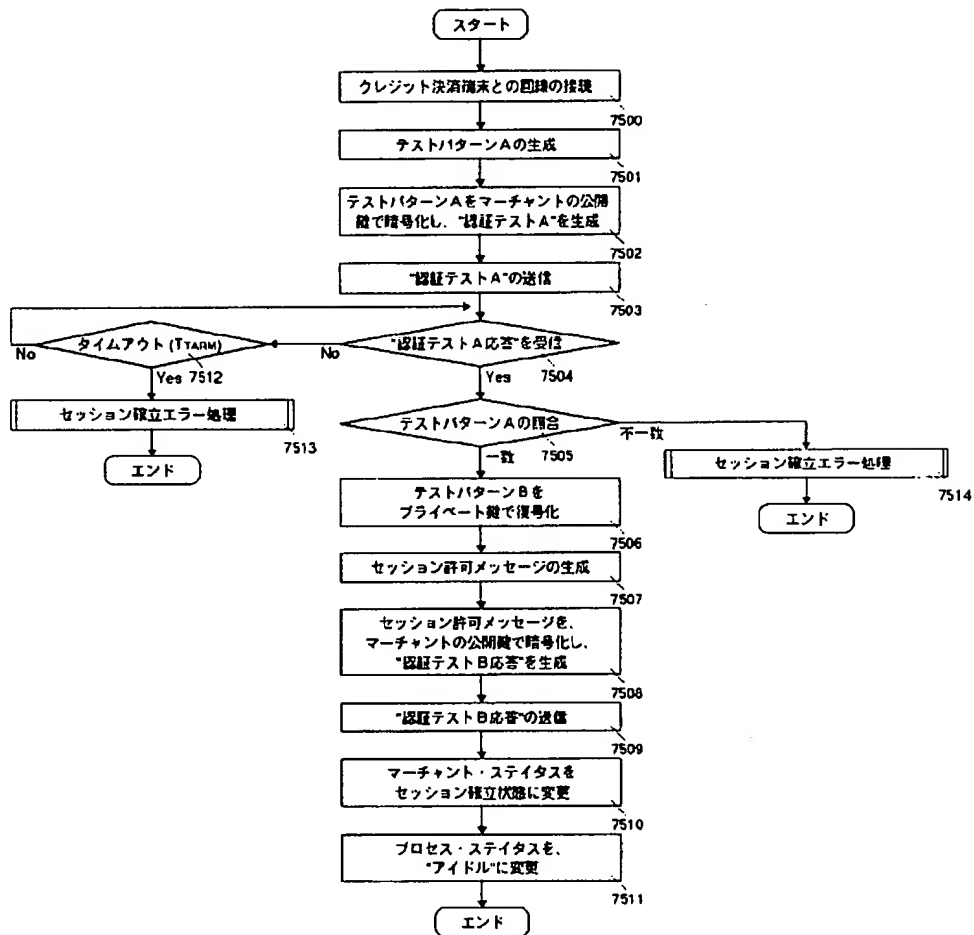 スタート
クレジット決済端末との回線の接続
7500
テストパターンAの生成
7501
テストパターンAをマーチャントの公開
鍵で暗号化し、"認証テストA"を生成
7502
"認証テストA"の送信
7503
"認証テストA応答"を受信
7504
No
Yes
タイムアウト (TTARM)
7512
No
Yes
セッション確立エラー処理
7513
エンド
テストパターンAの照合
7505
不一致
一致
セッション確立エラー処理
7514
エンド
テストパターンBを
プライベート鍵で復号化
7506
セッション許可メッセージの生成
7507
セッション許可メッセージを、
マーチャントの公開鍵で暗号化し、
"認証テストB応答"を生成
7508
"認証テストB応答"の送信
7509
マーチャント・ステイタスを
セッション確立状態に変更
7510
プロセス・ステイタスを、
"アイドル"に変更
7511
エンド